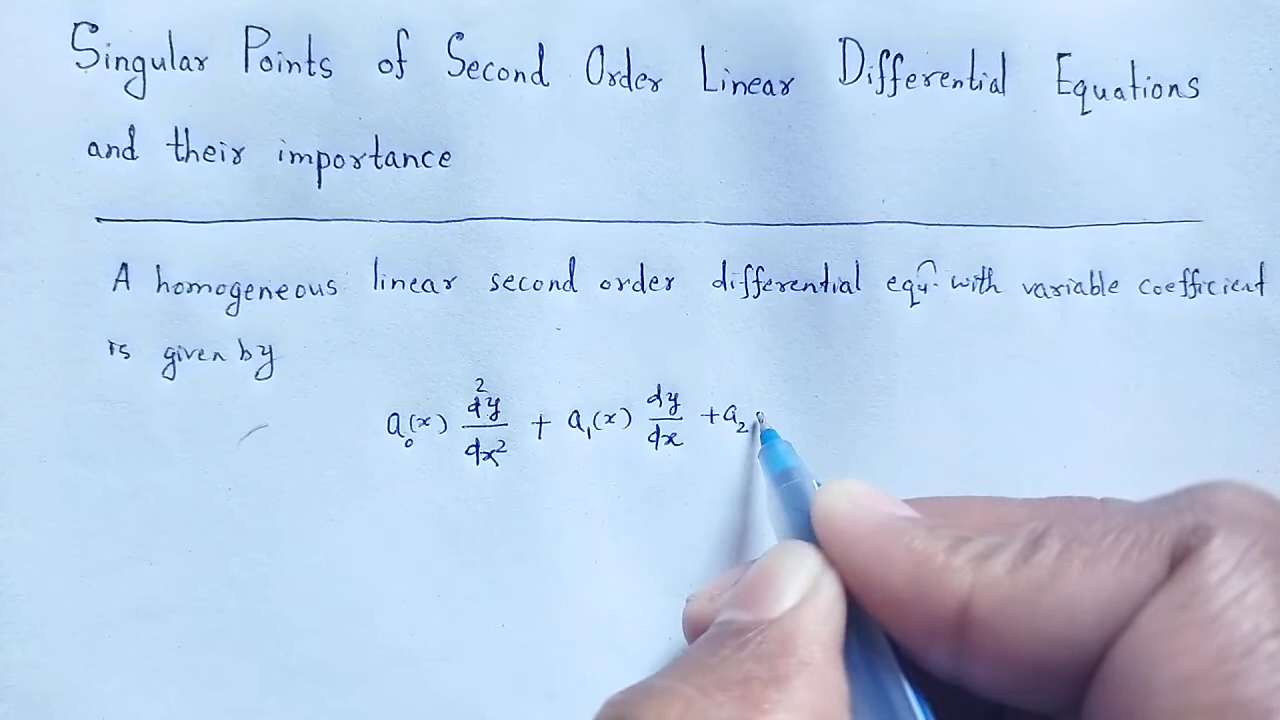 Singular Points of Second Order Linear Differential Equations
and their importance
A homogeneous linear second order differential equⁿ. with variable coefficient
is given by
a₀(x) d²y/dx² + a₁(x) dy/dx + a₂